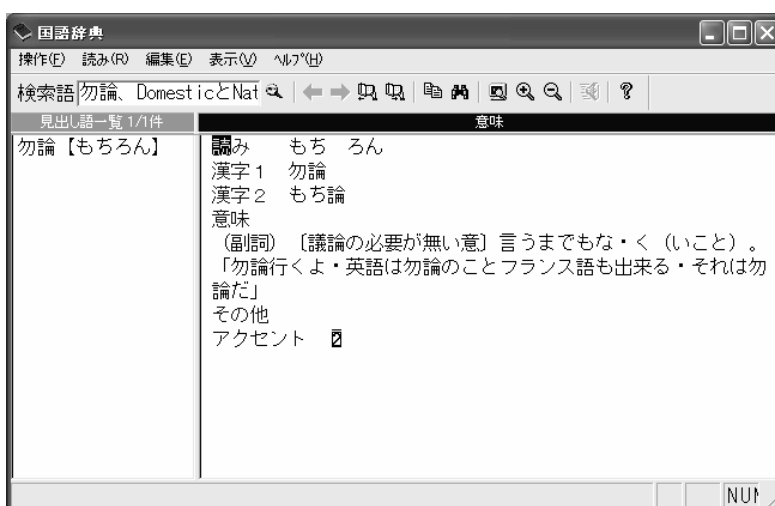 国語辞典
操作(F) 読み(R) 編集(E) 表示(V) ヘルプ(H)
検索語 勿論、DomesticとNat
見出し語一覧 1/1件
意味
勿論【もちろん】
読み もち ろん
漢字1 勿論
漢字2 もち論
意味
(副詞)〔議論の必要が無い意〕言うまでもな・く(いこと)。
「勿論行くよ・英語は勿論のことフランス語も出来る・それは勿
論だ」
その他
アクセント 2
NUM